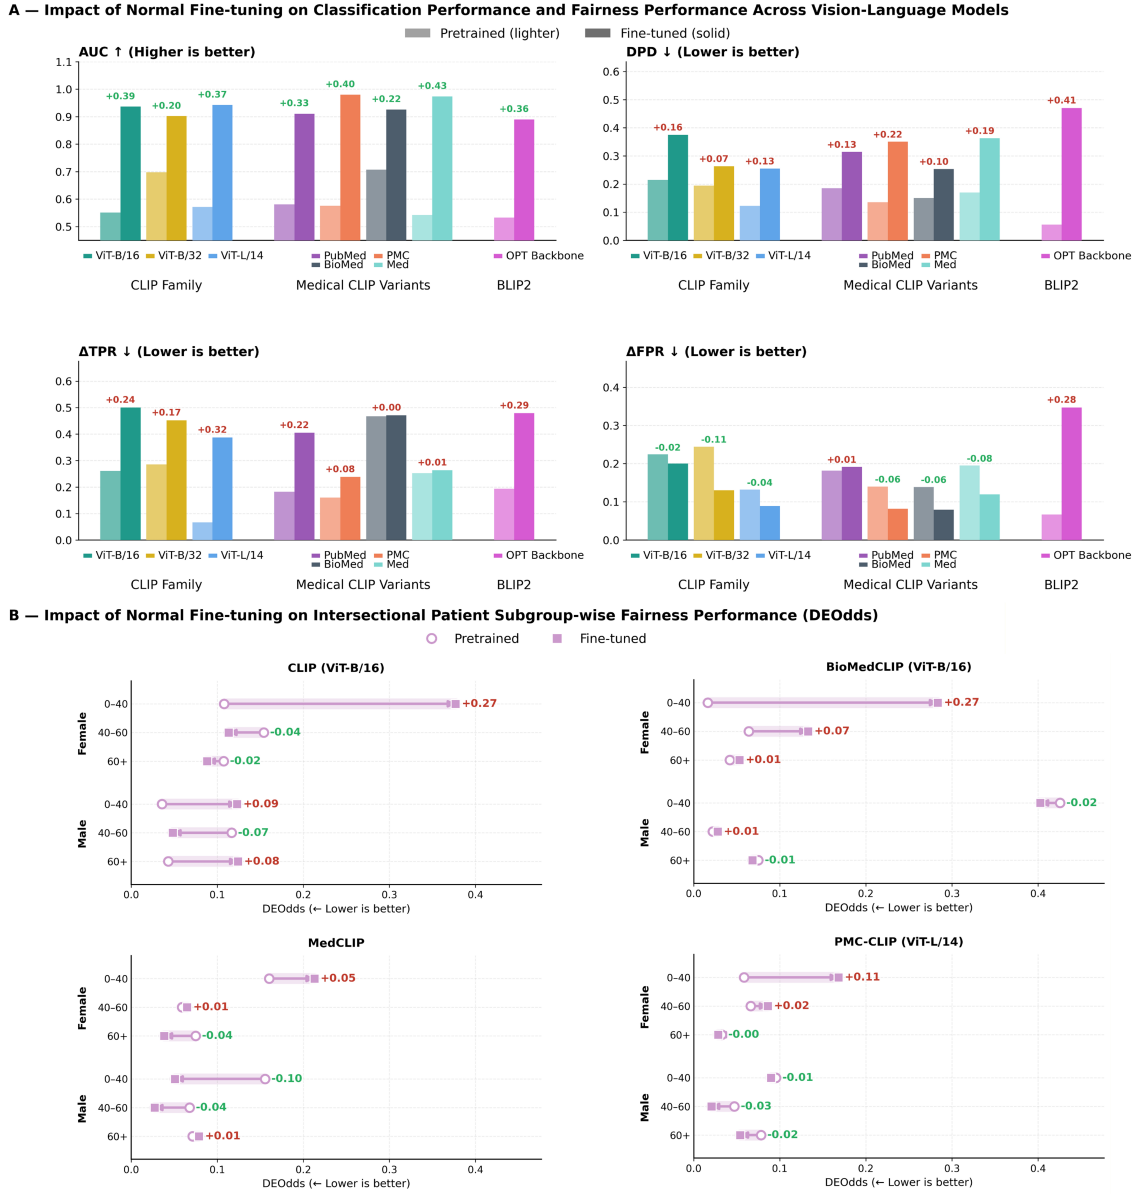 A — Impact of Normal Fine-tuning on Classification Performance and Fairness Performance Across Vision-Language Models
Pretrained (lighter) Fine-tuned (solid)
AUC ↑ (Higher is better)
1.1
1.0
0.9
0.8
0.7
0.6
0.5
+0.39
+0.20
+0.37
+0.33
+0.40
+0.22
+0.43
+0.36
ViT-B/16 ViT-B/32 ViT-L/14
PubMed PMC
BioMed Med
OPT Backbone
CLIP Family Medical CLIP Variants BLIP2
DPD ↓ (Lower is better)
0.6
0.5
0.4
0.3
0.2
0.1
0.0
+0.16
+0.07
+0.13
+0.13
+0.22
+0.10
+0.19
+0.41
ViT-B/16 ViT-B/32 ViT-L/14
PubMed PMC
BioMed Med
OPT Backbone
CLIP Family Medical CLIP Variants BLIP2
ΔTPR ↓ (Lower is better)
0.6
0.5
0.4
0.3
0.2
0.1
0.0
+0.24
+0.17
+0.32
+0.22
+0.08
+0.00
+0.01
+0.29
ViT-B/16 ViT-B/32 ViT-L/14
PubMed PMC
BioMed Med
OPT Backbone
CLIP Family Medical CLIP Variants BLIP2
ΔFPR ↓ (Lower is better)
0.4
0.3
0.2
0.1
0.0
-0.02
-0.11
-0.04
+0.01
-0.06
-0.06
-0.08
+0.28
ViT-B/16 ViT-B/32 ViT-L/14
PubMed PMC
BioMed Med
OPT Backbone
CLIP Family Medical CLIP Variants BLIP2
B — Impact of Normal Fine-tuning on Intersectional Patient Subgroup-wise Fairness Performance (DEOdds)
Pretrained Fine-tuned
CLIP (ViT-B/16)
Female
0–40 +0.27
40–60 -0.04
60+ -0.02
Male
0–40 +0.09
40–60 -0.07
60+ +0.08
0.0 0.1 0.2 0.3 0.4
DEOdds (← Lower is better)
BioMedCLIP (ViT-B/16)
Female
0–40 +0.27
40–60 +0.07
60+ +0.01
Male
0–40 -0.02
40–60 +0.01
60+ -0.01
0.0 0.1 0.2 0.3 0.4
DEOdds (← Lower is better)
MedCLIP
Female
0–40 +0.05
40–60 +0.01
60+ -0.04
Male
0–40 -0.10
40–60 -0.04
60+ +0.01
0.0 0.1 0.2 0.3 0.4
DEOdds (← Lower is better)
PMC-CLIP (ViT-L/14)
Female
0–40 +0.11
40–60 +0.02
60+ -0.00
Male
0–40 -0.01
40–60 -0.03
60+ -0.02
0.0 0.1 0.2 0.3 0.4
DEOdds (← Lower is better)